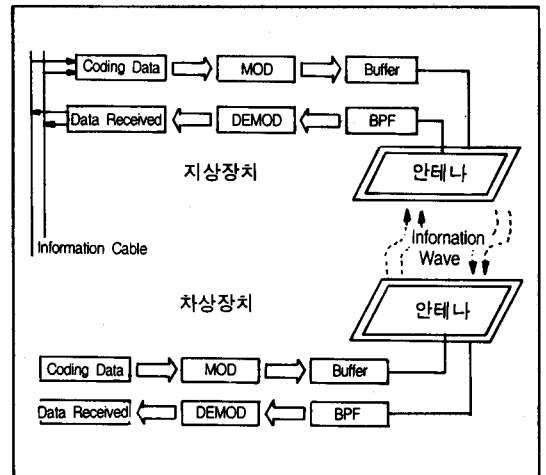 Coding Data MOD Buffer
Data Received DEMOD BPF
지상장치
안테나
Information Cable
Infornation
Wave
차상장치
안테나
Coding Data MOD Buffer
Data Received DEMOD BPF